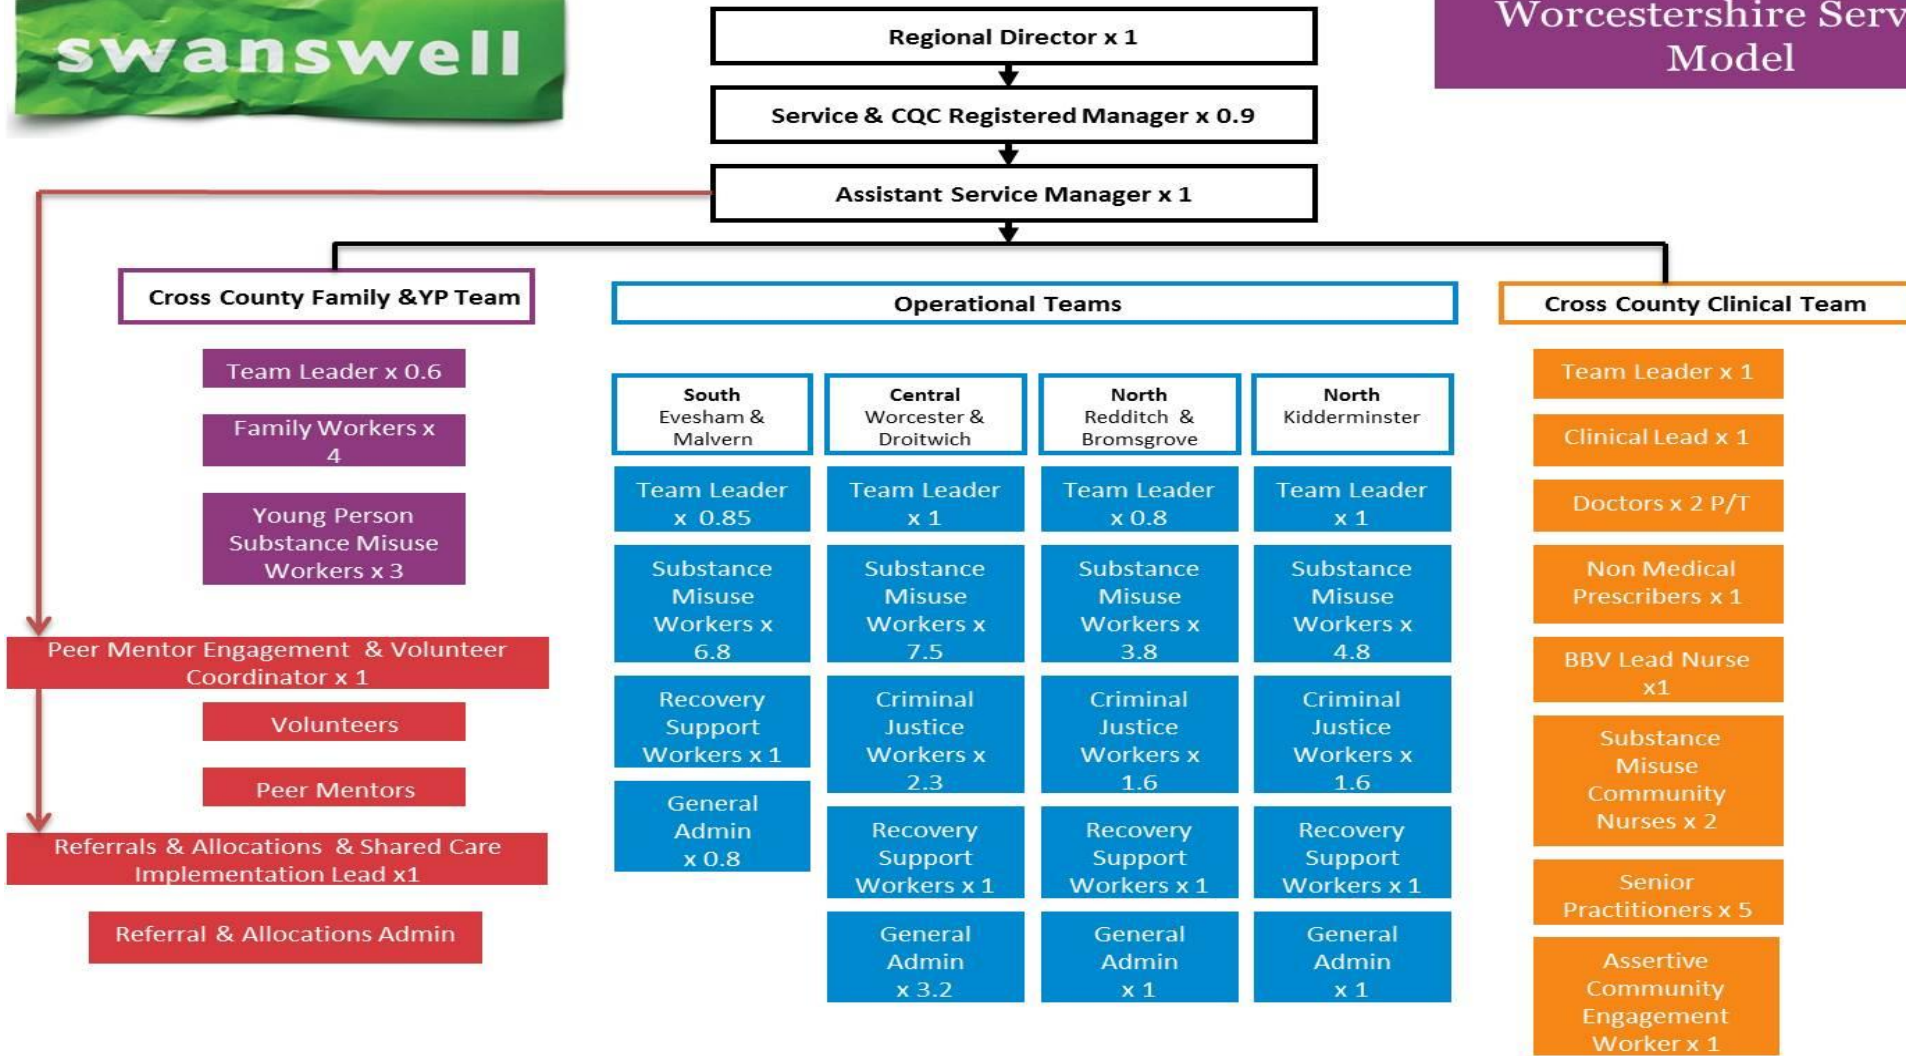 swanswell
Worcestershire Serv
Model
Regional Director x 1
Service & CQC Registered Manager x 0.9
Assistant Service Manager x 1
Cross County Family &YP Team
Team Leader x 0.6
Family Workers x
4
Young Person
Substance Misuse
Workers x 3
Peer Mentor Engagement & Volunteer
Coordinator x 1
Volunteers
Peer Mentors
Referrals & Allocations & Shared Care
Implementation Lead x1
Referral & Allocations Admin
Operational Teams
South
Evesham &
Malvern
Team Leader
x 0.85
Substance
Misuse
Workers x
6.8
Recovery
Support
Workers x 1
General
Admin
x 0.8
Central
Worcester &
Droitwich
Team Leader
x 1
Substance
Misuse
Workers x
7.5
Criminal
Justice
Workers x
2.3
Recovery
Support
Workers x 1
General
Admin
x 3.2
North
Redditch &
Bromsgrove
Team Leader
x 0.8
Substance
Misuse
Workers x
3.8
Criminal
Justice
Workers x
1.6
Recovery
Support
Workers x 1
General
Admin
x 1
North
Kidderminster
Team Leader
x 1
Substance
Misuse
Workers x
4.8
Criminal
Justice
Workers x
1.6
Recovery
Support
Workers x 1
General
Admin
x 1
Cross County Clinical Team
Team Leader x 1
Clinical Lead x 1
Doctors x 2 P/T
Non Medical
Prescribers x 1
BBV Lead Nurse
x1
Substance
Misuse
Community
Nurses x 2
Senior
Practitioners x 5
Assertive
Community
Engagement
Worker x 1